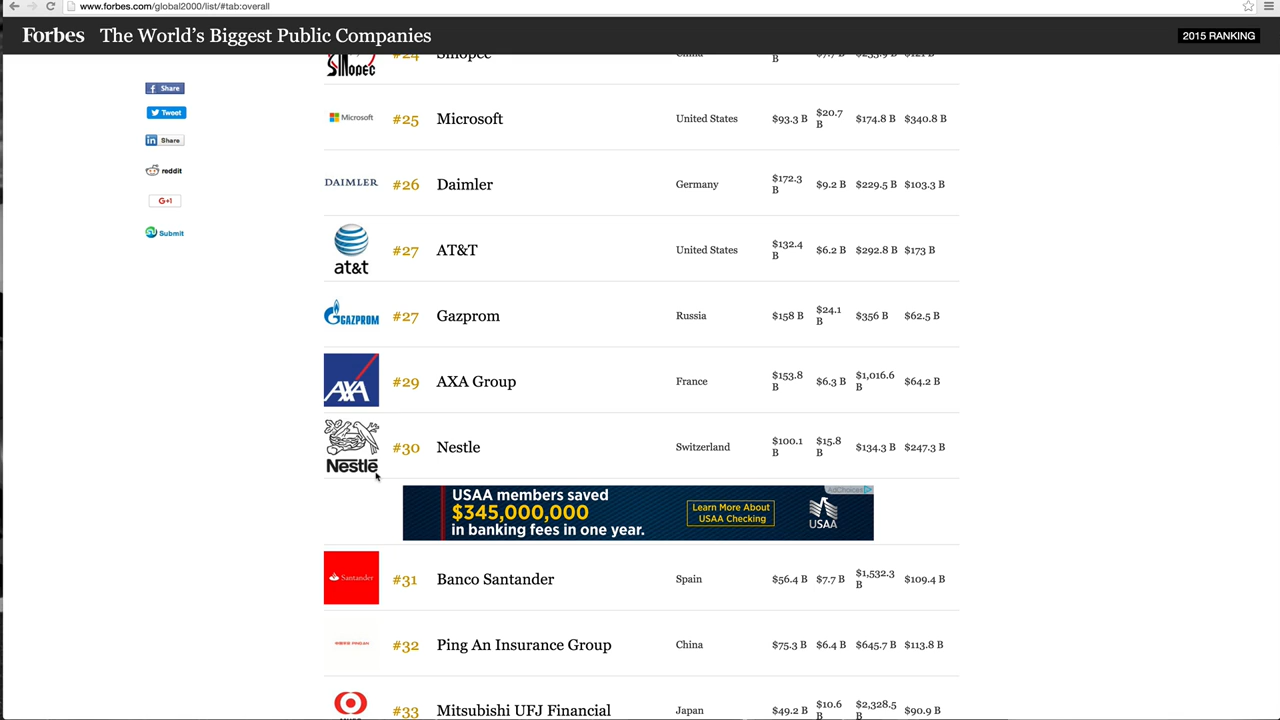 www.forbes.com/global2000/list/#tab:overall
Forbes The World's Biggest Public Companies 2015 RANKING
SINOPEC #24 Sinopec China B
Share
Tweet
Share
reddit
G+1
Submit
Microsoft #25 Microsoft United States $93.3 B $20.7 B $174.8 B $340.8 B
DAIMLER #26 Daimler Germany $172.3 B $9.2 B $229.5 B $103.3 B
at&t #27 AT&T United States $132.4 B $6.2 B $292.8 B $173 B
GAZPROM #27 Gazprom Russia $158 B $24.1 B $356 B $62.5 B
AXA #29 AXA Group France $153.8 B $6.3 B $1,016.6 B $64.2 B
Nestlé #30 Nestle Switzerland $100.1 B $15.8 B $134.3 B $247.3 B
USAA members saved
$345,000,000
in banking fees in one year.
Learn More About
USAA Checking
AdChoices
USAA
Santander #31 Banco Santander Spain $56.4 B $7.7 B $1,532.3 B $109.4 B
#32 Ping An Insurance Group China $75.3 B $6.4 B $645.7 B $113.8 B
#33 Mitsubishi UFJ Financial Japan $49.2 B $10.6 B $2,328.5 B $90.9 B